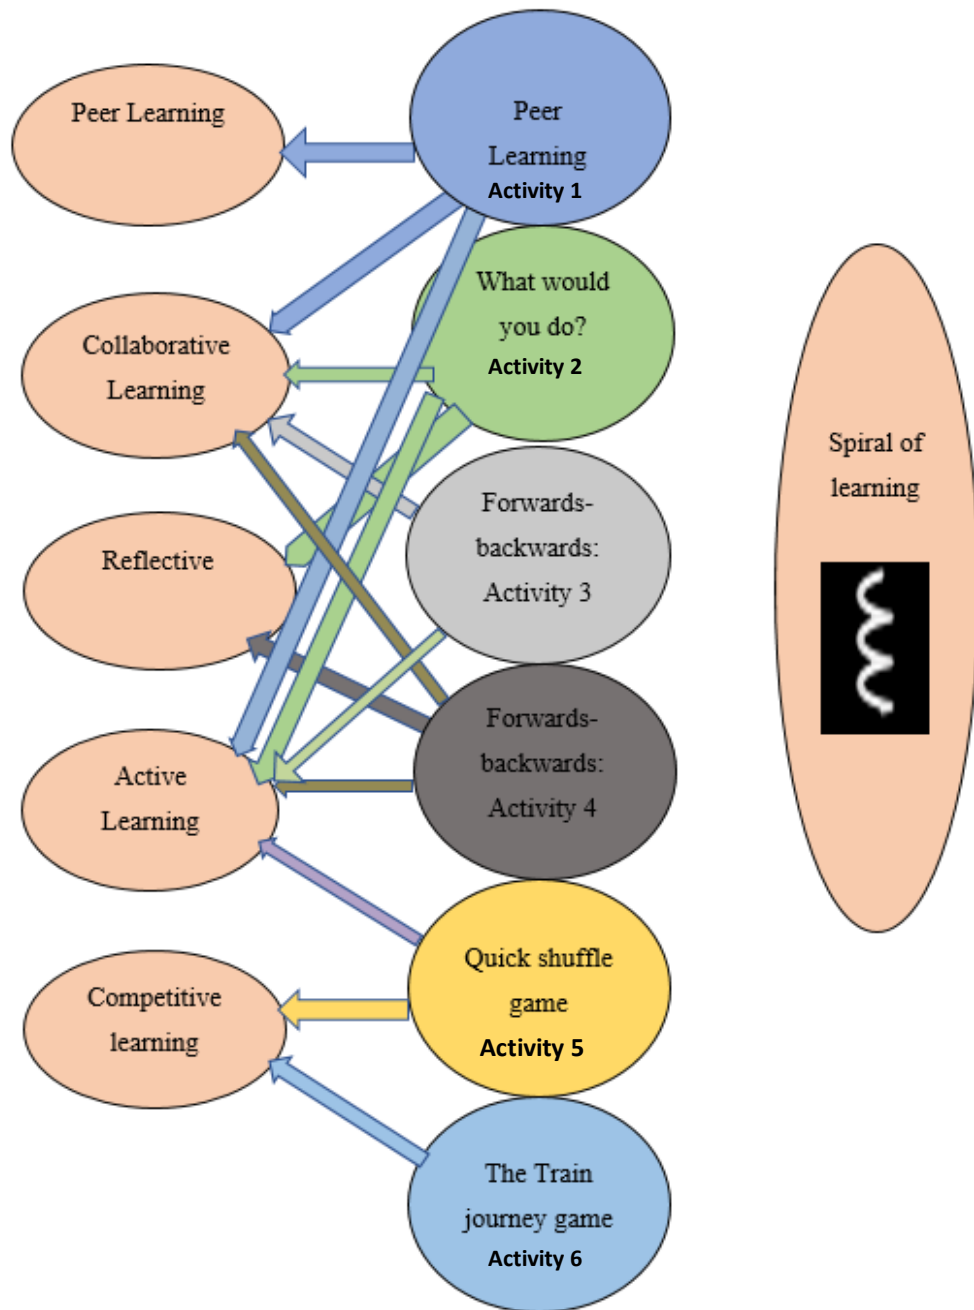 Peer Learning
Peer
Learning
Activity 1
What would
you do?
Activity 2
Collaborative
Learning
Spiral of
learning
Forwards-
backwards:
Activity 3
Reflective
Forwards-
backwards:
Activity 4
Active
Learning
Quick shuffle
game
Activity 5
Competitive
learning
The Train
journey game
Activity 6